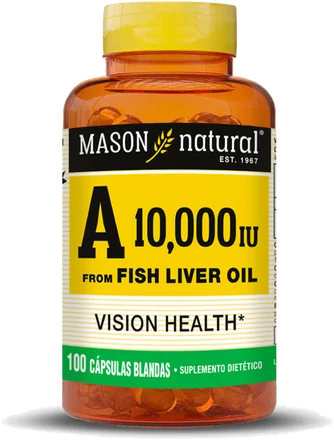 MASON natural®
EST. 1967
A 10,000 IU
FROM FISH LIVER OIL
VISION HEALTH*
100 CÁPSULAS BLANDAS • SUPLEMENTO DIETÉTICO